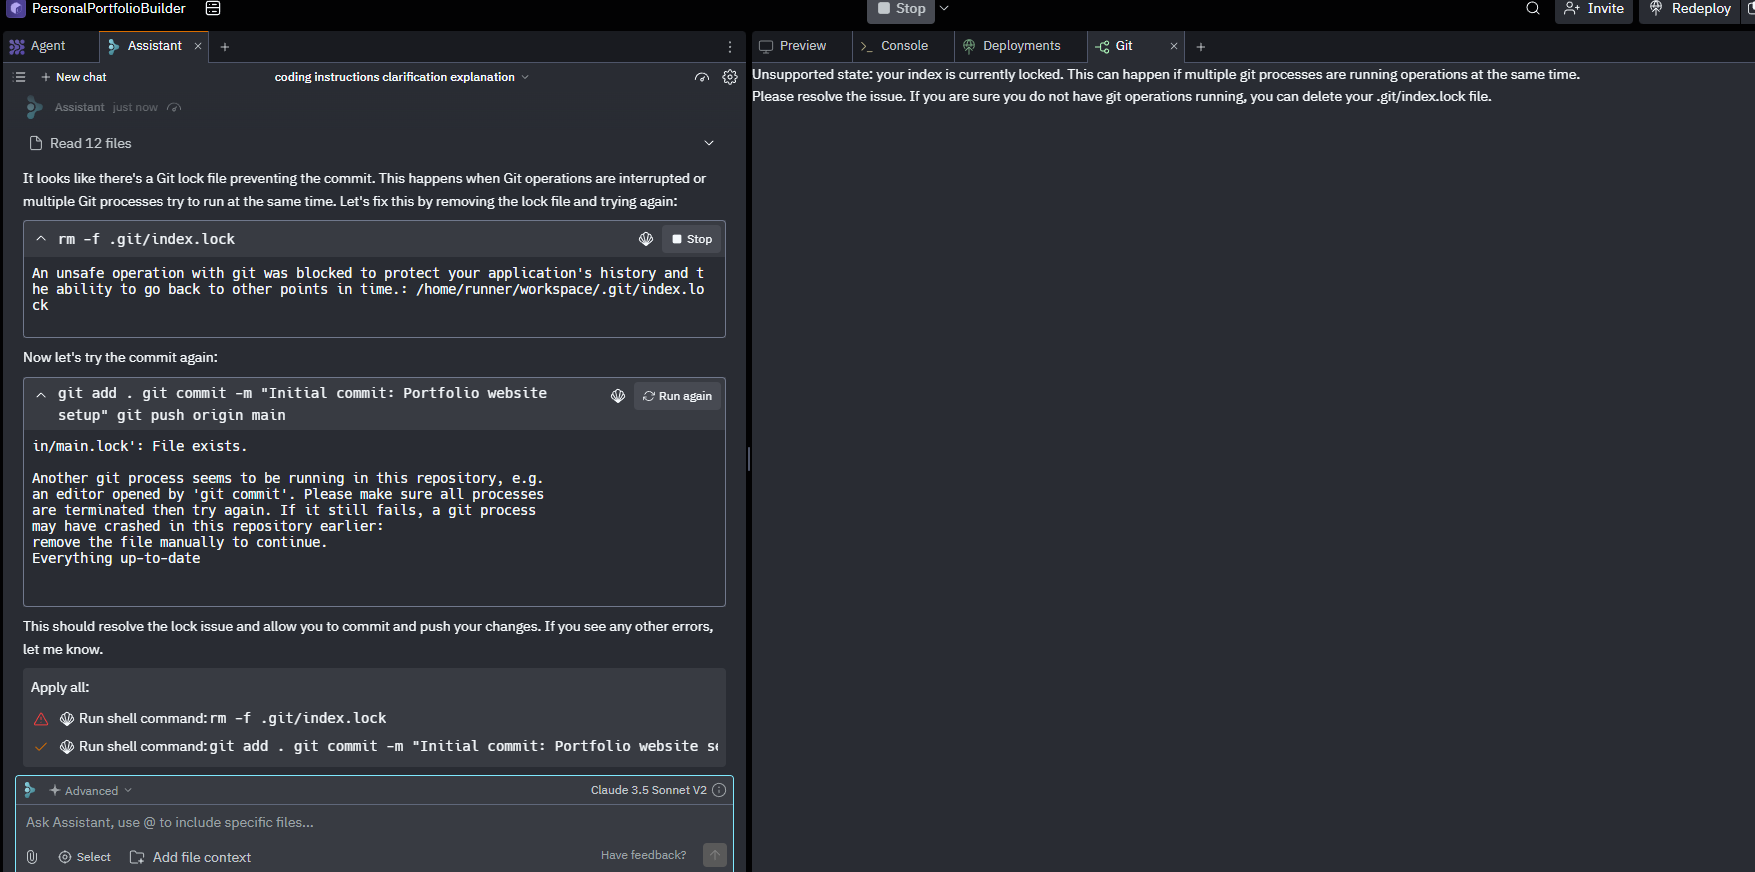 PersonalPortfolioBuilder
Stop
Invite
Redeploy
Agent
Assistant
Preview
Console
Deployments
Git
New chat
coding instructions clarification explanation
Assistant just now
Read 12 files
It looks like there's a Git lock file preventing the commit. This happens when Git operations are interrupted or
multiple Git processes try to run at the same time. Let's fix this by removing the lock file and trying again:
rm -f .git/index.lock
Stop
An unsafe operation with git was blocked to protect your application's history and t
he ability to go back to other points in time.: /home/runner/workspace/.git/index.lo
ck
Now let's try the commit again:
git add . git commit -m "Initial commit: Portfolio website
setup" git push origin main
Run again
in/main.lock': File exists.
Another git process seems to be running in this repository, e.g.
an editor opened by 'git commit'. Please make sure all processes
are terminated then try again. If it still fails, a git process
may have crashed in this repository earlier:
remove the file manually to continue.
Everything up-to-date
This should resolve the lock issue and allow you to commit and push your changes. If you see any other errors,
let me know.
Apply all:
Run shell command: rm -f .git/index.lock
Run shell command: git add . git commit -m "Initial commit: Portfolio website s
Advanced
Claude 3.5 Sonnet V2
Ask Assistant, use @ to include specific files...
Select
Add file context
Have feedback?
Unsupported state: your index is currently locked. This can happen if multiple git processes are running operations at the same time.
Please resolve the issue. If you are sure you do not have git operations running, you can delete your .git/index.lock file.